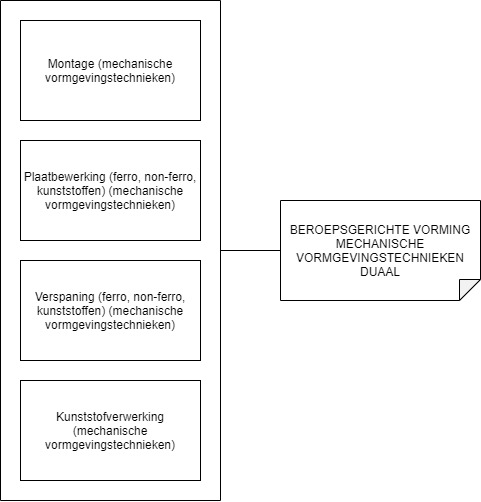 Montage (mechanische
vormgevingstechnieken)
Plaatbewerking (ferro, non-ferro,
kunststoffen) (mechanische
vormgevingstechnieken)
Verspaning (ferro, non-ferro,
kunststoffen) (mechanische
vormgevingstechnieken)
Kunststofverwerking
(mechanische
vormgevingstechnieken)
BEROEPSGERICHTE VORMING
MECHANISCHE
VORMGEVINGSTECHNIEKEN
DUAAL